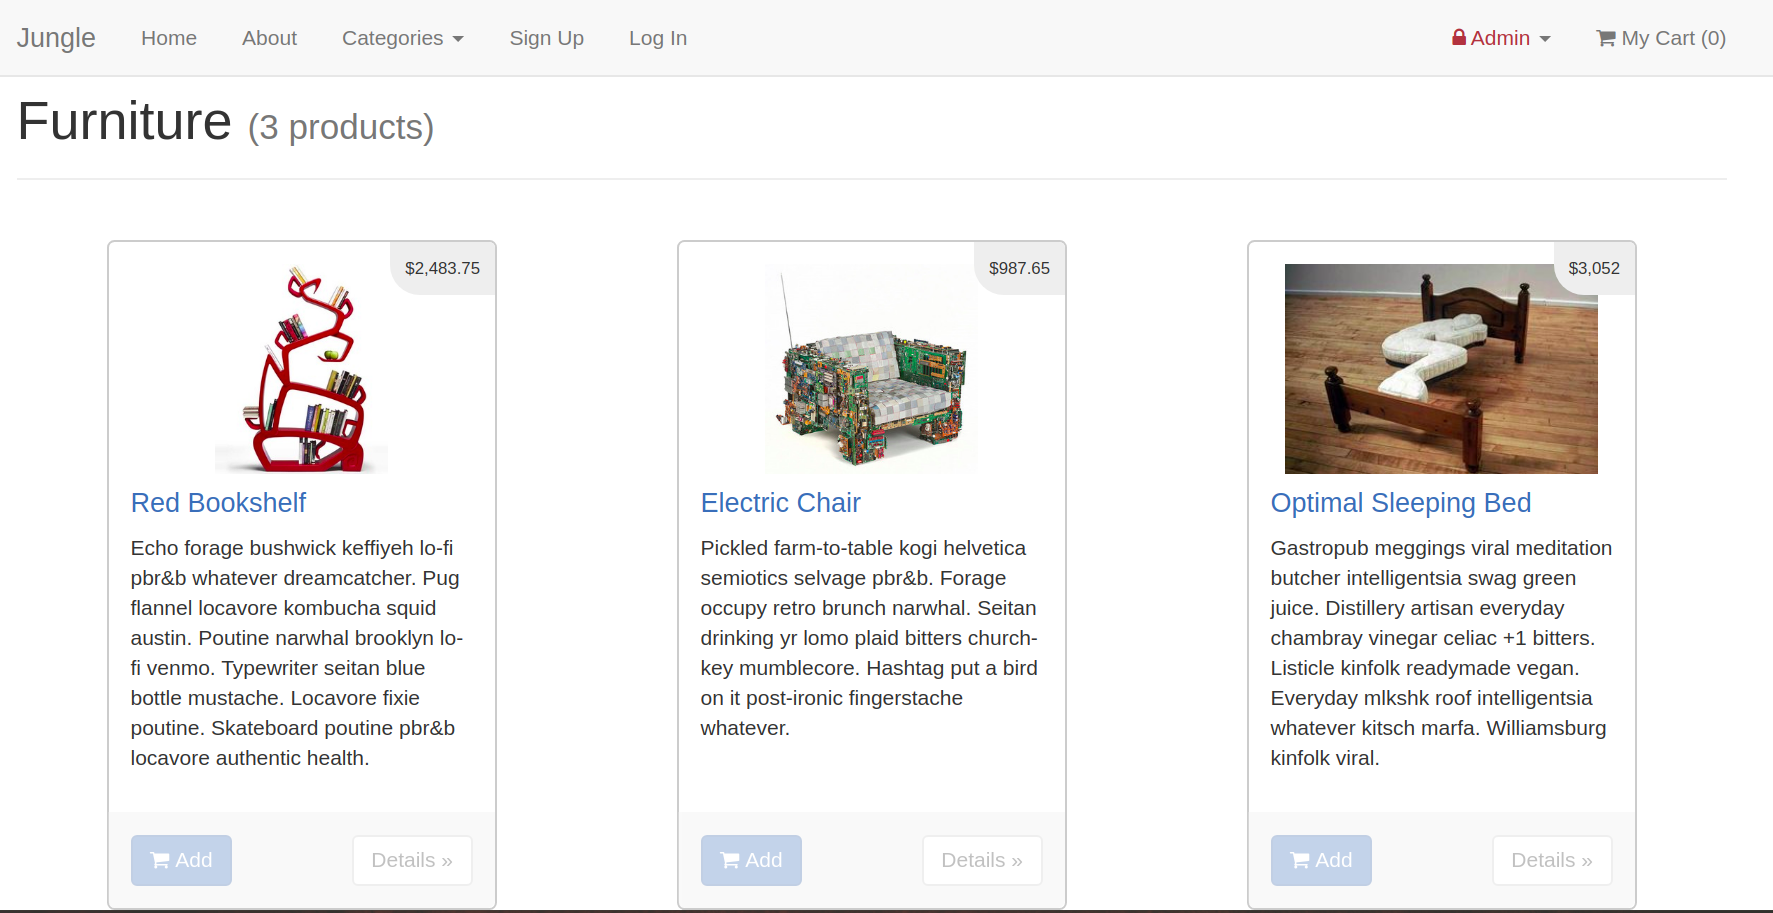 Jungle Home About Categories Sign Up Log In Admin My Cart (0)
Furniture (3 products)
$2,483.75
Red Bookshelf
Echo forage bushwick keffiyeh lo-fi
pbr&b whatever dreamcatcher. Pug
flannel locavore kombucha squid
austin. Poutine narwhal brooklyn lo-
fi venmo. Typewriter seitan blue
bottle mustache. Locavore fixie
poutine. Skateboard poutine pbr&b
locavore authentic health.
Add Details »
$987.65
Electric Chair
Pickled farm-to-table kogi helvetica
semiotics selvage pbr&b. Forage
occupy retro brunch narwhal. Seitan
drinking yr lomo plaid bitters church-
key mumblecore. Hashtag put a bird
on it post-ironic fingerstache
whatever.
Add Details »
$3,052
Optimal Sleeping Bed
Gastropub meggings viral meditation
butcher intelligentsia swag green
juice. Distillery artisan everyday
chambray vinegar celiac +1 bitters.
Listicle kinfolk readymade vegan.
Everyday mlkshk roof intelligentsia
whatever kitsch marfa. Williamsburg
kinfolk viral.
Add Details »